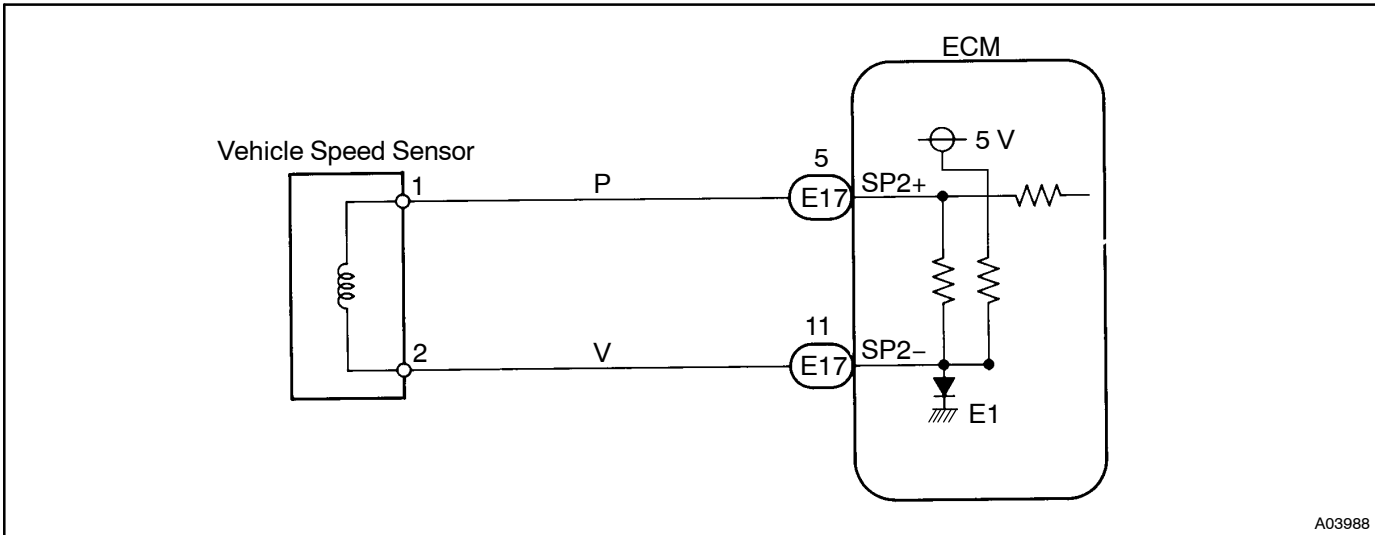 ECM
5 V
Vehicle Speed Sensor
1
P
5
E17
SP2+
2
V
11
E17
SP2−
E1
A03988